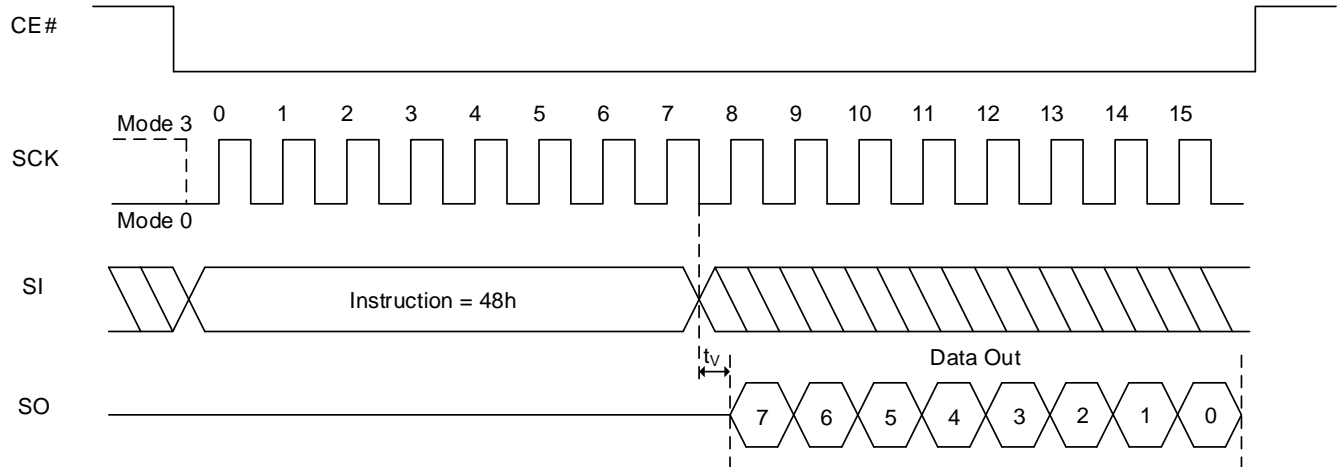 CE#
0 1 2 3 4 5 6 7 8 9 10 11 12 13 14 15
Mode 3
SCK
Mode 0
SI
Instruction = 48h
tV
Data Out
SO
7 6 5 4 3 2 1 0